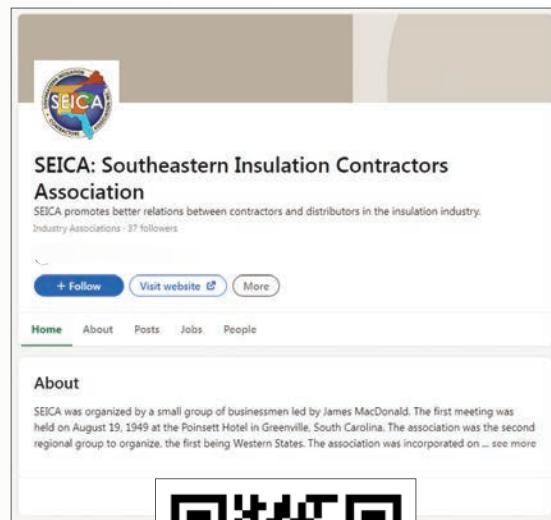 SEICA
SEICA: Southeastern Insulation Contractors
Association
SEICA promotes better relations between contractors and distributors in the insulation industry.
Industry Associations · 37 followers
+ Follow
Visit website
More
Home About Posts Jobs People
About
SEICA was organized by a small group of businessmen led by James MacDonald. The first meeting was
held on August 19, 1949 at the Poinsett Hotel in Greenville, South Carolina. The association was the second
regional group to organize, the first being Western States. The association was incorporated on ... see more